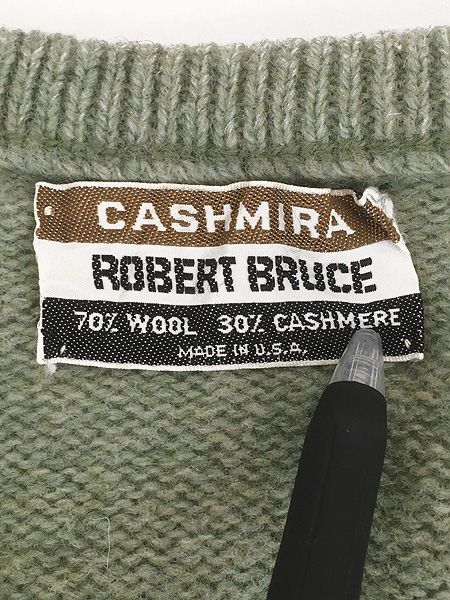 CASHMIRA
ROBERT BRUCE
70% WOOL 30% CASHMERE
MADE IN U.S.A.